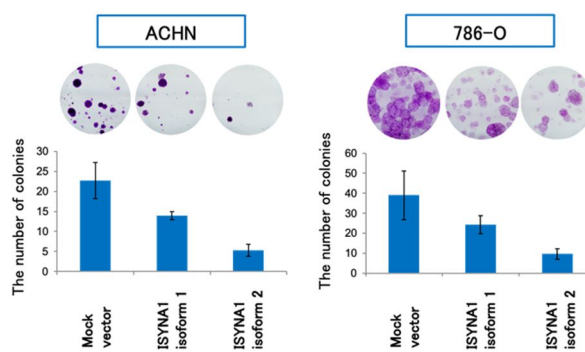 ACHN
The number of colonies
30
25
20
15
10
5
0
Mock
vector
ISYNA1
isoform 1
ISYNA1
isoform 2
786-O
The number of colonies
60
50
40
30
20
10
0
Mock
vector
ISYNA1
isoform 1
ISYNA1
isoform 2